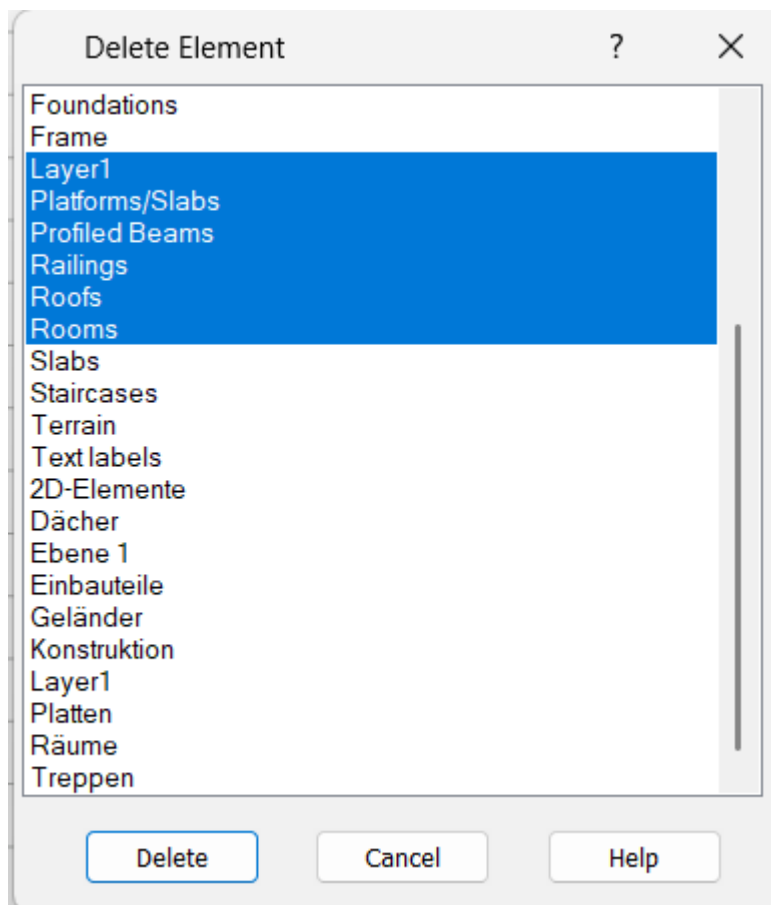 Delete Element ?
Foundations
Frame
Layer1
Platforms/Slabs
Profiled Beams
Railings
Roofs
Rooms
Slabs
Staircases
Terrain
Text labels
2D-Elemente
Dächer
Ebene 1
Einbauteile
Geländer
Konstruktion
Layer1
Platten
Räume
Treppen
Delete Cancel Help